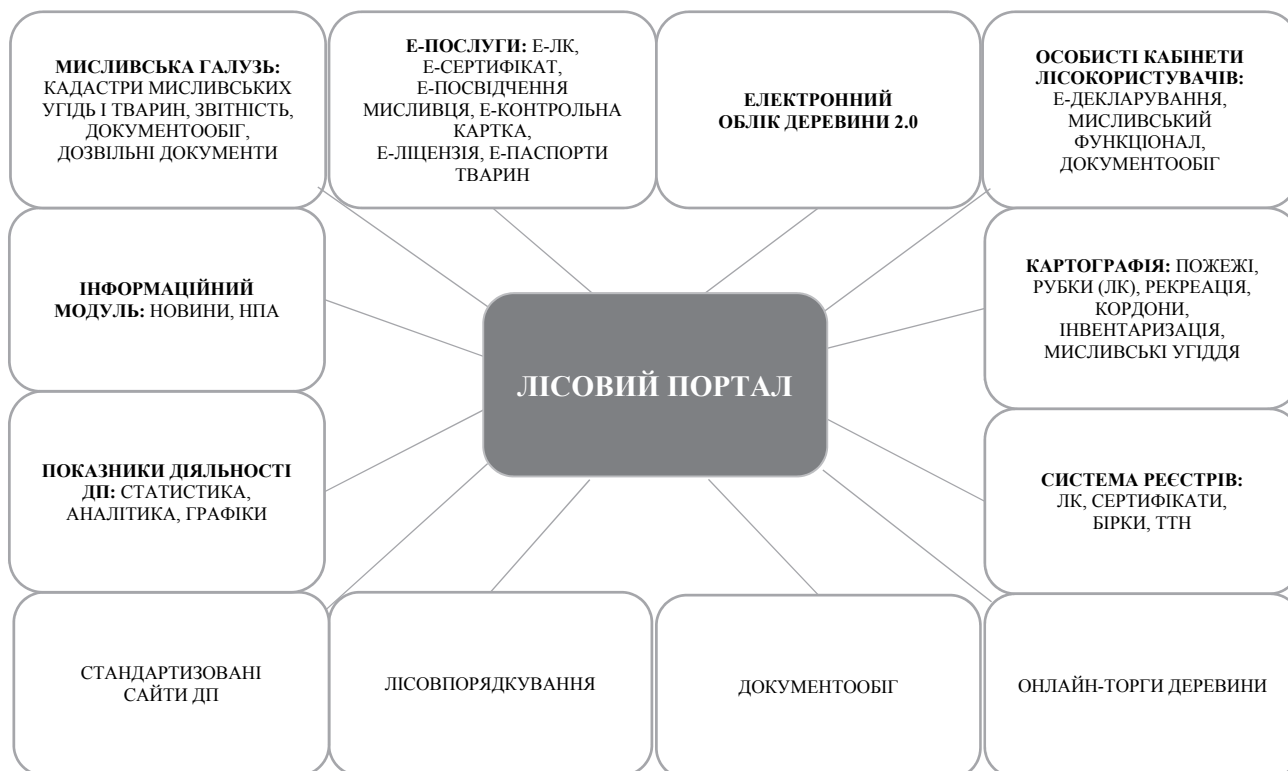 МИСЛИВСЬКА ГАЛУЗЬ:
КАДАСТРИ МИСЛИВСЬКИХ
УГІДЬ І ТВАРИН, ЗВІТНІСТЬ,
ДОКУМЕНТООБІГ,
ДОЗВІЛЬНІ ДОКУМЕНТИ
Е-ПОСЛУГИ: Е-ЛК,
Е-СЕРТИФІКАТ,
Е-ПОСВІДЧЕННЯ
МИСЛИВЦЯ, Е-КОНТРОЛЬНА
КАРТКА,
Е-ЛІЦЕНЗІЯ, Е-ПАСПОРТИ
ТВАРИН
ЕЛЕКТРОННИЙ
ОБЛІК ДЕРЕВИНИ 2.0
ОСОБИСТІ КАБІНЕТИ
ЛІСОКОРИСТУВАЧІВ:
Е-ДЕКЛАРУВАННЯ,
МИСЛИВСЬКИЙ
ФУНКЦІОНАЛ,
ДОКУМЕНТООБІГ
ІНФОРМАЦІЙНИЙ
МОДУЛЬ: НОВИНИ, НПА
КАРТОГРАФІЯ: ПОЖЕЖІ,
РУБКИ (ЛК), РЕКРЕАЦІЯ,
КОРДОНИ,
ІНВЕНТАРИЗАЦІЯ,
МИСЛИВСЬКІ УГІДДЯ
ЛІСОВИЙ ПОРТАЛ
ПОКАЗНИКИ ДІЯЛЬНОСТІ
ДП: СТАТИСТИКА,
АНАЛІТИКА, ГРАФІКИ
СИСТЕМА РЕЄСТРІВ:
ЛК, СЕРТИФІКАТИ,
БІРКИ, ТТН
СТАНДАРТИЗОВАНІ
САЙТИ ДП
ЛІСОВПОРЯДКУВАННЯ
ДОКУМЕНТООБІГ
ОНЛАЙН-ТОРГИ ДЕРЕВИНИ